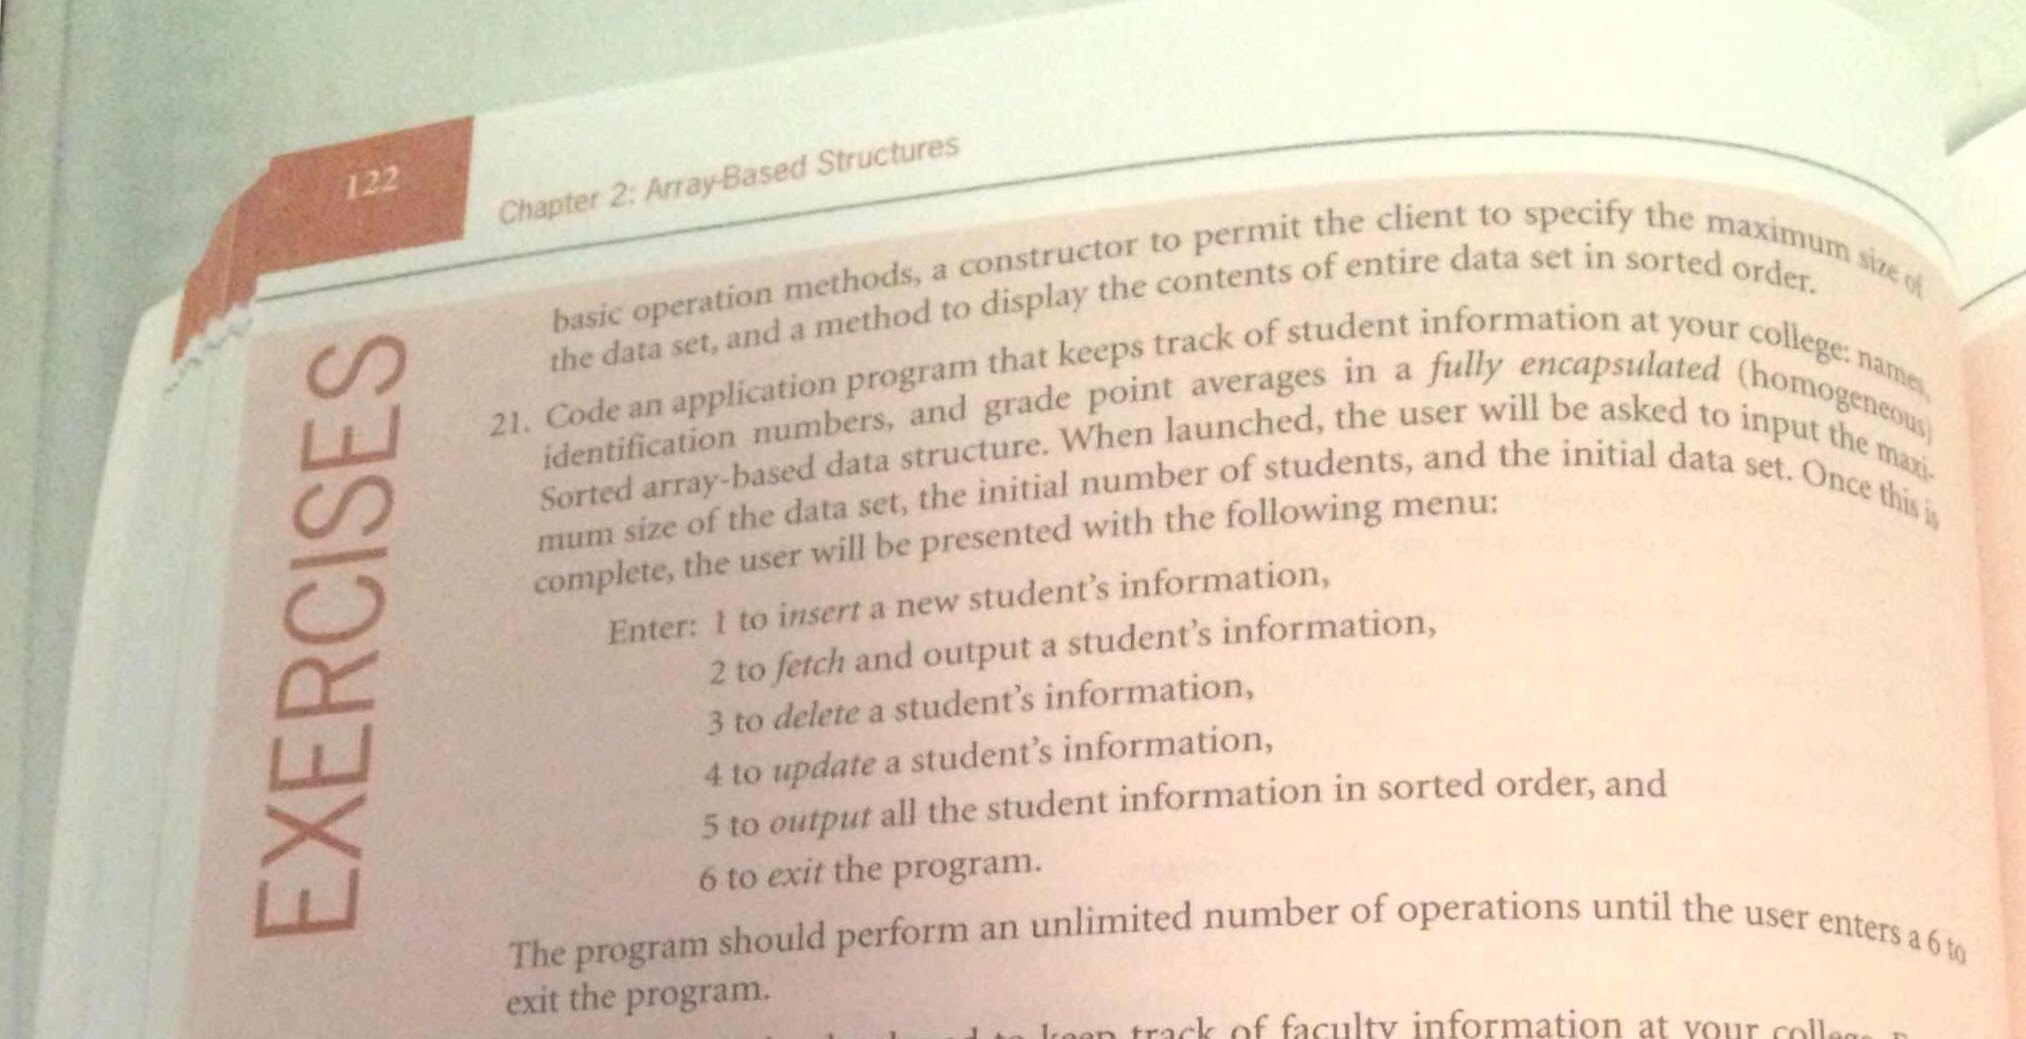 122
Chapter 2: Array-Based Structures
EXERCISES
basic operation methods, a constructor to permit the client to specify the maximum size of
the data set, and a method to display the contents of entire data set in sorted order.
21. Code an application program that keeps track of student information at your college: names,
identification numbers, and grade point averages in a fully encapsulated (homogeneous)
Sorted array-based data structure. When launched, the user will be asked to input the maxi-
mum size of the data set, the initial number of students, and the initial data set. Once this is
complete, the user will be presented with the following menu:
Enter: 1 to insert a new student's information,
2 to fetch and output a student's information,
3 to delete a student's information,
4 to update a student's information,
5 to output all the student information in sorted order, and
6 to exit the program.
The program should perform an unlimited number of operations until the user enters a 6 to
exit the program.
to keep track of faculty information at your college